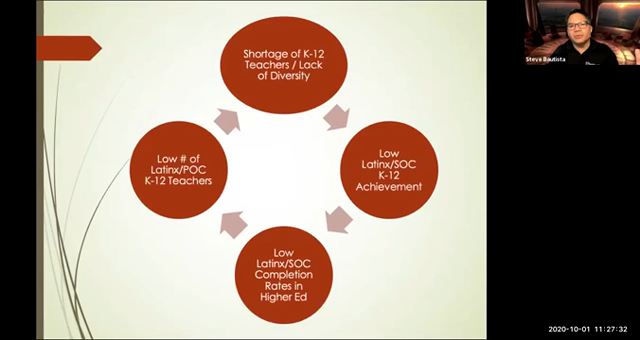 Shortage of K-12
Teachers / Lack
of Diversity
Low
Latinx/SOC
K-12
Achievement
Low
Latinx/SOC
Completion
Rates in
Higher Ed
Low # of
Latinx/POC
K-12 Teachers
Steva Bautista
2020-10-01 11:27:32